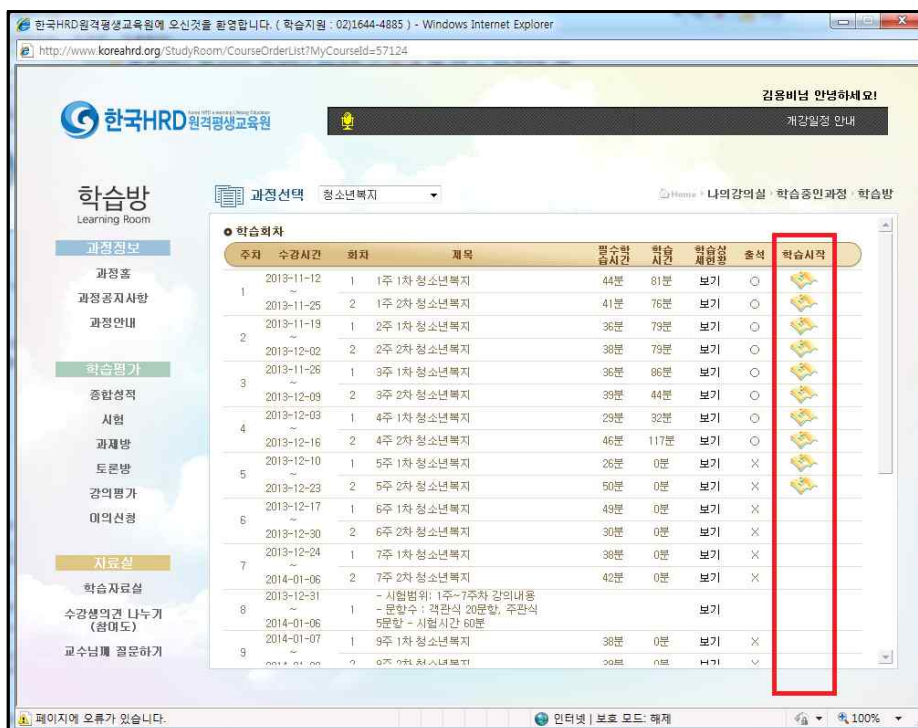 한국HRD원격평생교육원에 오신것을 환영합니다. ( 학습지원 : 02)1644-4885 ) - Windows Internet Explorer
http://www.koreahrd.org/StudyRoom/CourseOrderList?MyCourseId=57124
김용비님 안녕하세요!
한국HRD 원격평생교육원
개강일정 안내
학습방
Learning Room
과정선택 청소년복지
Home > 나의강의실 > 학습중인과정 > 학습방
과정정보
과정홈
과정공지사항
과정안내
학습평가
종합성적
시험
과제방
토론방
강의평가
이의신청
자료실
학습자료실
수강생의견 나누기
(참여도)
교수님께 질문하기
학습회차
주차 수강시간 회차 제목 필수학습시간 학습시간 학습상세현황 출석 학습시작
1 2013-11-12 ~ 2013-11-25
1 1주 1차 청소년복지 44분 81분 보기 ○
2 1주 2차 청소년복지 41분 76분 보기 ○
2 2013-11-19 ~ 2013-12-02
1 2주 1차 청소년복지 36분 79분 보기 ○
2 2주 2차 청소년복지 38분 79분 보기 ○
3 2013-11-26 ~ 2013-12-09
1 3주 1차 청소년복지 36분 86분 보기 ○
2 3주 2차 청소년복지 39분 44분 보기 ○
4 2013-12-03 ~ 2013-12-16
1 4주 1차 청소년복지 29분 32분 보기 ○
2 4주 2차 청소년복지 46분 117분 보기 ○
5 2013-12-10 ~ 2013-12-23
1 5주 1차 청소년복지 26분 0분 보기 X
2 5주 2차 청소년복지 50분 0분 보기 X
6 2013-12-17 ~ 2013-12-30
1 6주 1차 청소년복지 49분 0분 보기 X
2 6주 2차 청소년복지 30분 0분 보기 X
7 2013-12-24 ~ 2014-01-06
1 7주 1차 청소년복지 38분 0분 보기 X
2 7주 2차 청소년복지 42분 0분 보기 X
8 2013-12-31 ~ 2014-01-06
1 - 시험범위: 1주~7주차 강의내용
- 문항수 : 객관식 20문항, 주관식
5문항 - 시험시간 60분
보기
9 2014-01-07 ~
1 9주 1차 청소년복지 38분 0분 보기 X
페이지에 오류가 있습니다.
인터넷 | 보호 모드: 해제
100%